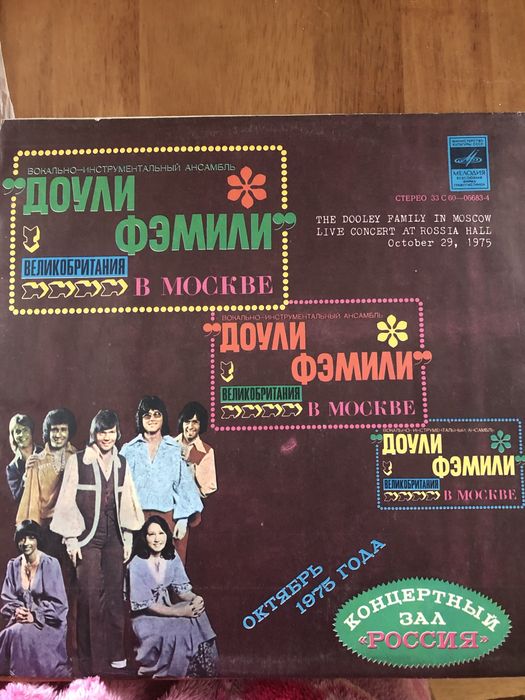 ВОКАЛЬНО-ИНСТРУМЕНТАЛЬНЫЙ АНСАМБЛЬ
"ДОУЛИ
ФЭМИЛИ"
ВЕЛИКОБРИТАНИЯ
В МОСКВЕ
МЕЛОДИЯ
СТЕРЕО 33 С 60—06683-4
THE DOOLEY FAMILY IN MOSCOW
LIVE CONCERT AT ROSSIA HALL
October 29, 1975
ВОКАЛЬНО-ИНСТРУМЕНТАЛЬНЫЙ АНСАМБЛЬ
"ДОУЛИ
ФЭМИЛИ"
ВЕЛИКОБРИТАНИЯ
В МОСКВЕ
ВОКАЛЬНО-ИНСТРУМЕНТАЛЬНЫЙ АНСАМБЛЬ
"ДОУЛИ
ФЭМИЛИ"
ВЕЛИКОБРИТАНИЯ
В МОСКВЕ
ОКТЯБРЬ
1975 ГОДА
КОНЦЕРТНЫЙ
ЗАЛ
«РОССИЯ»